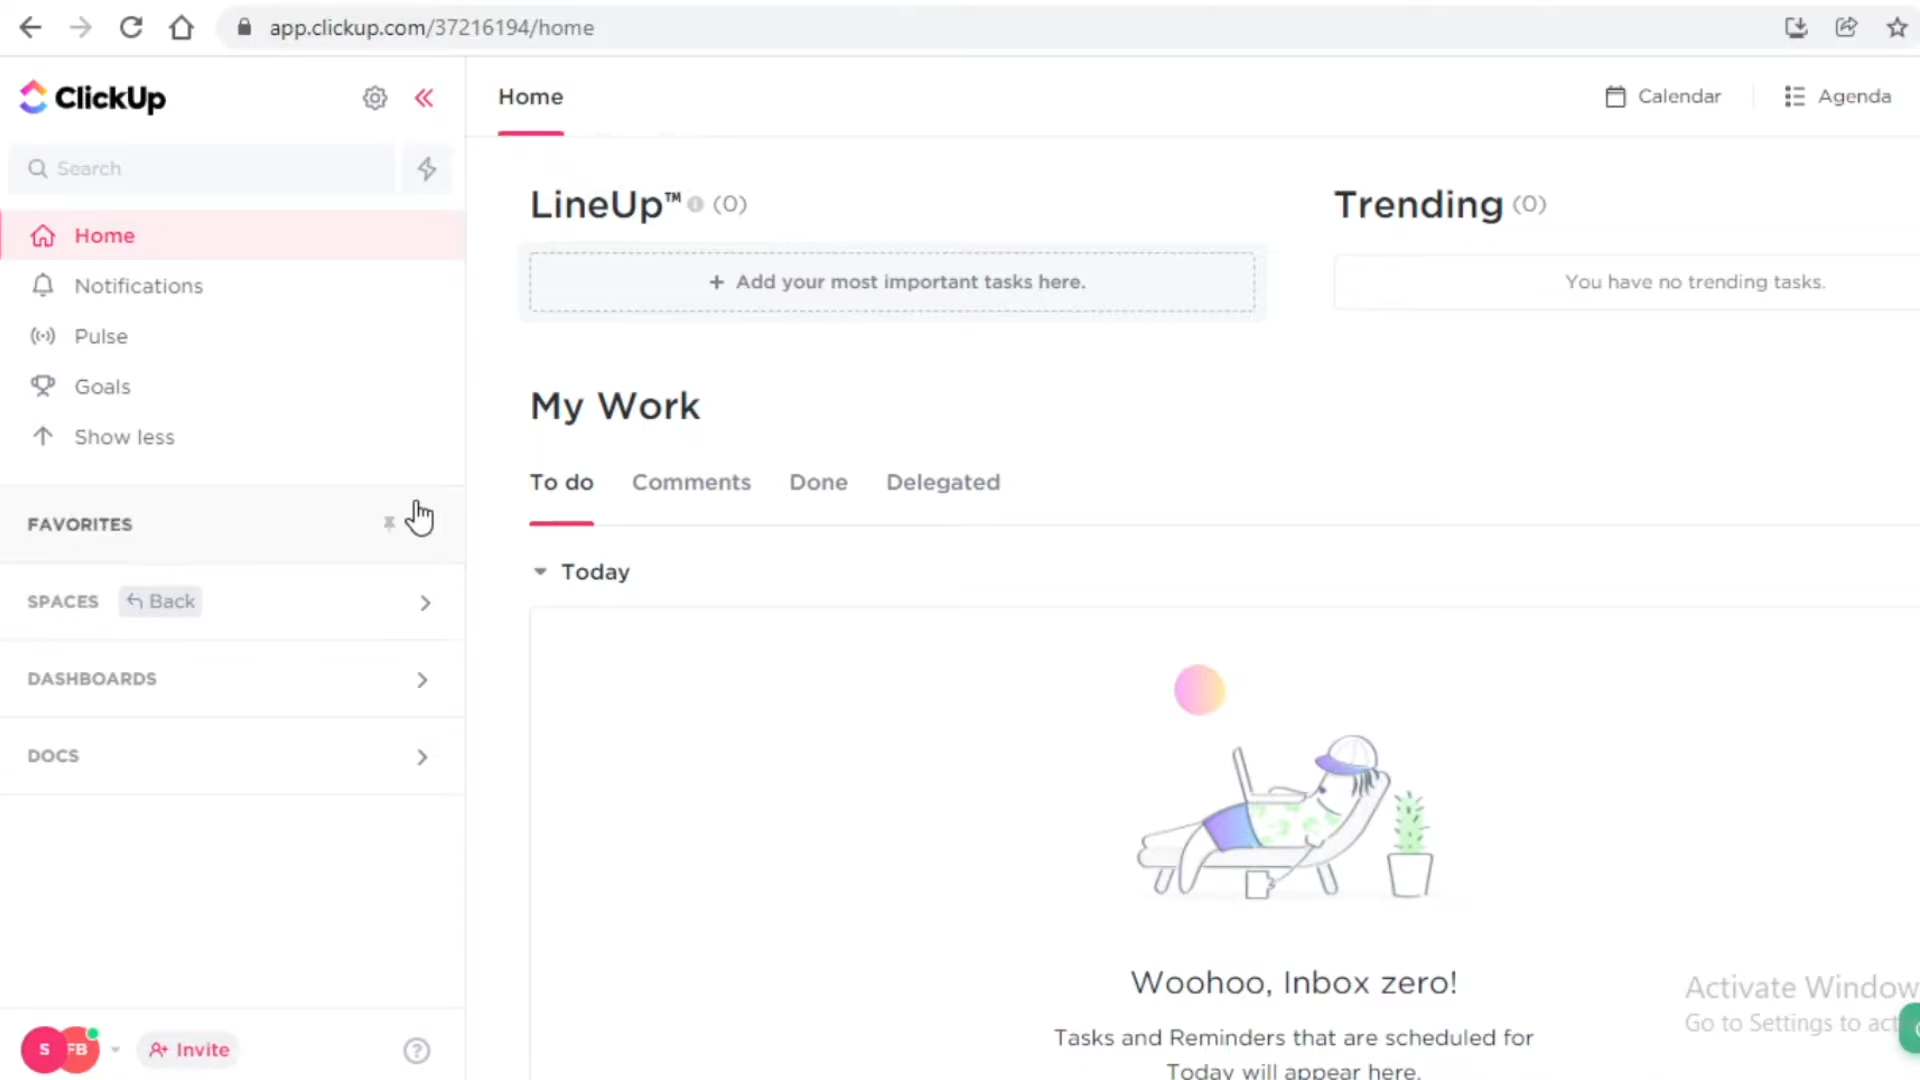 app.clickup.com/37216194/home
ClickUp
Home
Calendar
Agenda
Search
LineUp™ (0)
Trending (0)
Home
+ Add your most important tasks here.
You have no trending tasks.
Notifications
Pulse
Goals
My Work
Show less
To do
Comments
Done
Delegated
FAVORITES
Today
SPACES
Back
DASHBOARDS
DOCS
Woohoo, Inbox zero!
Activate Window
Go to Settings to act
Tasks and Reminders that are scheduled for
Today will appear here.
S
FB
Invite